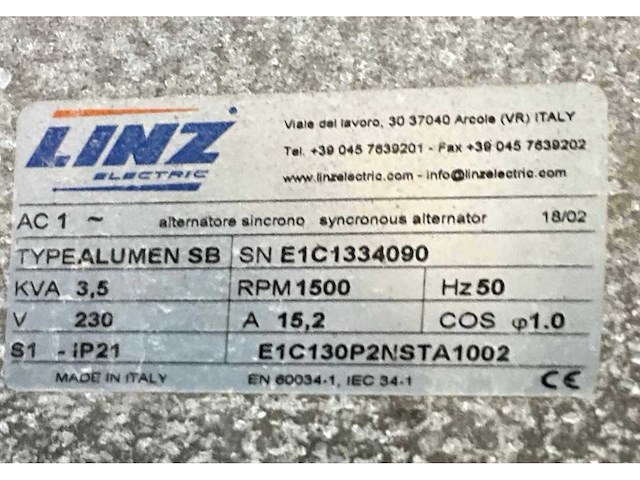 LINZ
ELECTRIC
Viale del lavoro, 30 37040 Arcole (VR) ITALY
Tel. +39 045 7639201 - Fax +39 045 7639202
www.linzelectric.com - info@linzelectric.com
AC 1 ~ alternatore sincrono syncronous alternator 18/02
TYPE ALUMEN SB SN E1C1334090
KVA 3,5 RPM 1500 Hz 50
V 230 A 15,2 COS φ 1.0
S1 - iP21 E1C130P2NSTA1002
MADE IN ITALY EN 60034-1, IEC 34-1 CE